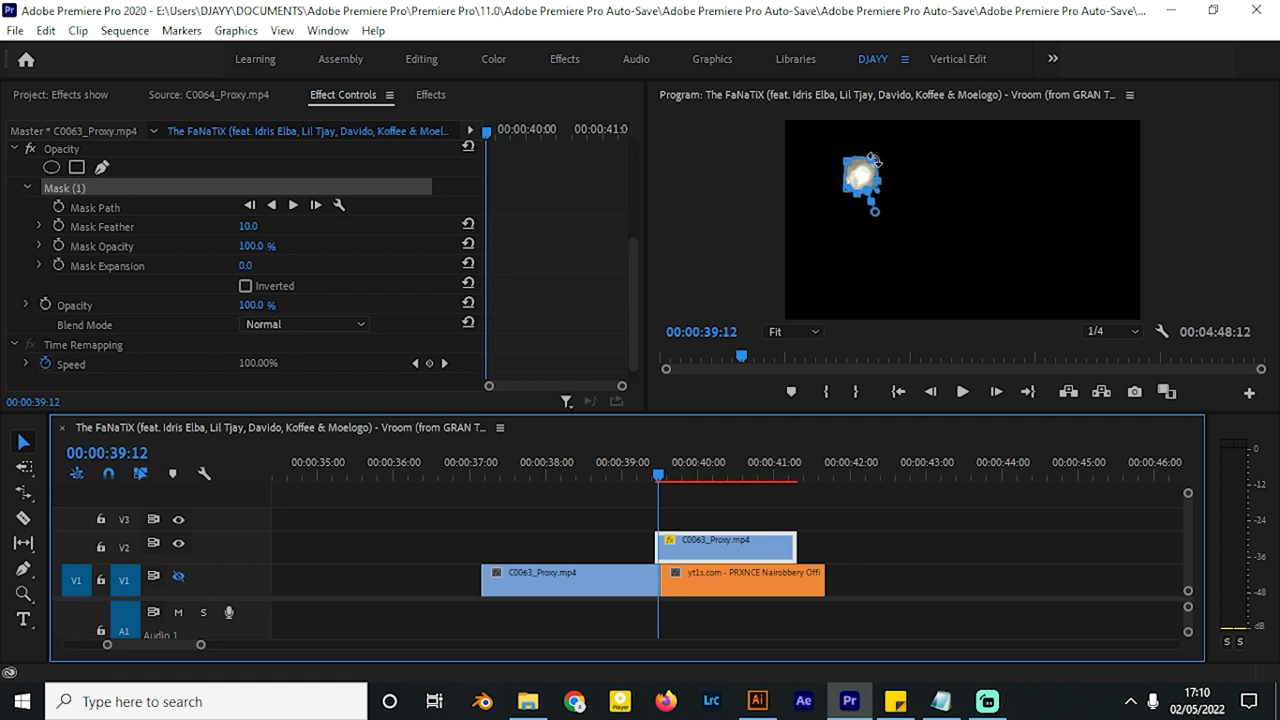 Adobe Premiere Pro 2020 - E:\Users\DJAYY\DOCUMENTS\Premiere Pro\Premiere Pro\11.0\Adobe Premiere Pro Auto-Save\Adobe Premiere Pro Auto-Save\Adobe Premiere Pro Auto-Save\Adobe Premiere Pro Auto-Save\...
File Edit Clip Sequence Markers Graphics View Window Help
Learning Assembly Editing Color Effects Audio Graphics Libraries DJAYY Vertical Edit
Project: Effects show Source: C0064_Proxy.mp4 Effect Controls Effects
Program: The FaNaTiX (feat. Idris Elba, Lil Tjay, Davido, Koffee & Moelogo) - Vroom (from GRAN T...
Master * C0063_Proxy.mp4 The FaNaTiX (feat. Idris Elba, Lil Tjay, Davido, Koffee & Moel... 00:00:40:00 00:00:41:0
fx Opacity
Mask (1)
Mask Path
Mask Feather 10.0
Mask Opacity 100.0 %
Mask Expansion 0.0
Inverted
Opacity 100.0 %
Blend Mode Normal
fx Time Remapping
Speed 100.00%
00:00:39:12
00:00:39:12 Fit 1/4 00:04:48:12
The FaNaTiX (feat. Idris Elba, Lil Tjay, Davido, Koffee & Moelogo) - Vroom (from GRAN T...
00:00:39:12
00:00:35:00 00:00:36:00 00:00:37:00 00:00:38:00 00:00:39:00 00:00:40:00 00:00:41:00 00:00:42:00 00:00:43:00 00:00:44:00 00:00:45:00 00:00:46:00
V3
V2 fx C0063_Proxy.mp4
V1 V1 C0063_Proxy.mp4 yt1s.com - PRXNCE Nairobbery Offi
M S
A1 Audio 1
0
-12
-24
-36
-48
dB
S S
Type here to search
Player Lrc Ai Ae Pr
17:10
02/05/2022